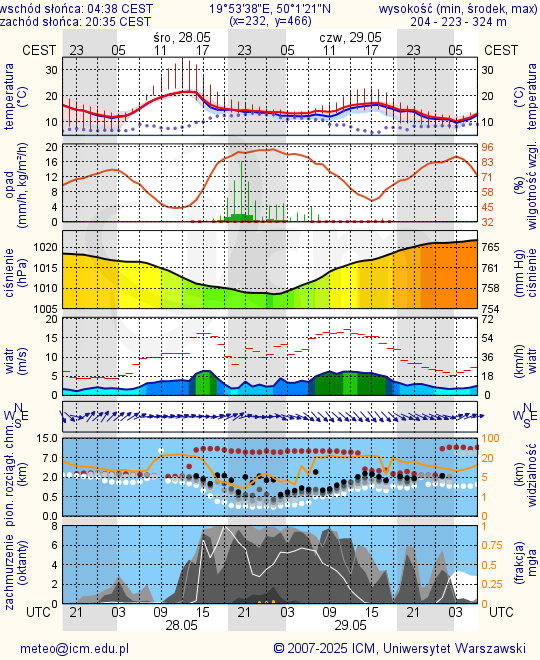 wschód słońca: 04:38 CEST 19°53'38"E, 50°1'21"N wysokość (min, środek, max)
zachód słońca: 20:35 CEST (x=232, y=466) 204 - 223 - 324 m
śro, 28.05 czw, 29.05
CEST 23 05 11 17 23 05 11 17 23 05 CEST
temperatura (°C) 30 20 10 30 20 10 temperatura (°C)
opad (mm/h, kg/m²/h) 20 16 12 8 4 0 96 83 71 58 45 32 (%) wilgotność wzgl.
ciśnienie (hPa) 1020 1015 1010 1005 765 761 758 754 (mm Hg) ciśnienie
wiatr (m/s) 20 15 10 5 0 72 54 36 18 0 (km/h) wiatr
N W E S N W E S
pion. rozciągł. chm. (km) 15.0 7.0 2.0 0.5 0.0 100 20 5 1 0 (km) widzialność
zachmurzenie (oktanty) 8 6 4 2 0 1 0.75 0.5 0.25 0 (frakcja) mgła
UTC 21 03 09 15 21 03 09 15 21 03 UTC
28.05 29.05
meteo@icm.edu.pl © 2007-2025 ICM, Uniwersytet Warszawski